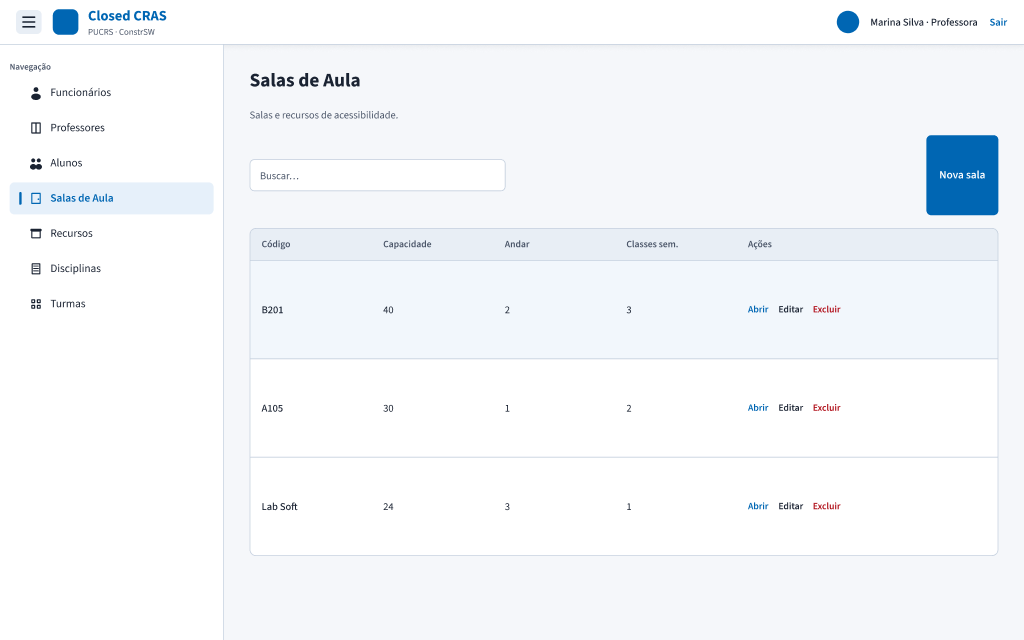 Closed CRAS
PUCRS · ConstrSW
Marina Silva · Professora
Sair
Navegação
Funcionários
Professores
Alunos
Salas de Aula
Recursos
Disciplinas
Turmas
Salas de Aula
Salas e recursos de acessibilidade.
Buscar...
Nova sala
Código Capacidade Andar Classes sem. Ações
B201 40 2 3 Abrir Editar Excluir
A105 30 1 2 Abrir Editar Excluir
Lab Soft 24 3 1 Abrir Editar Excluir